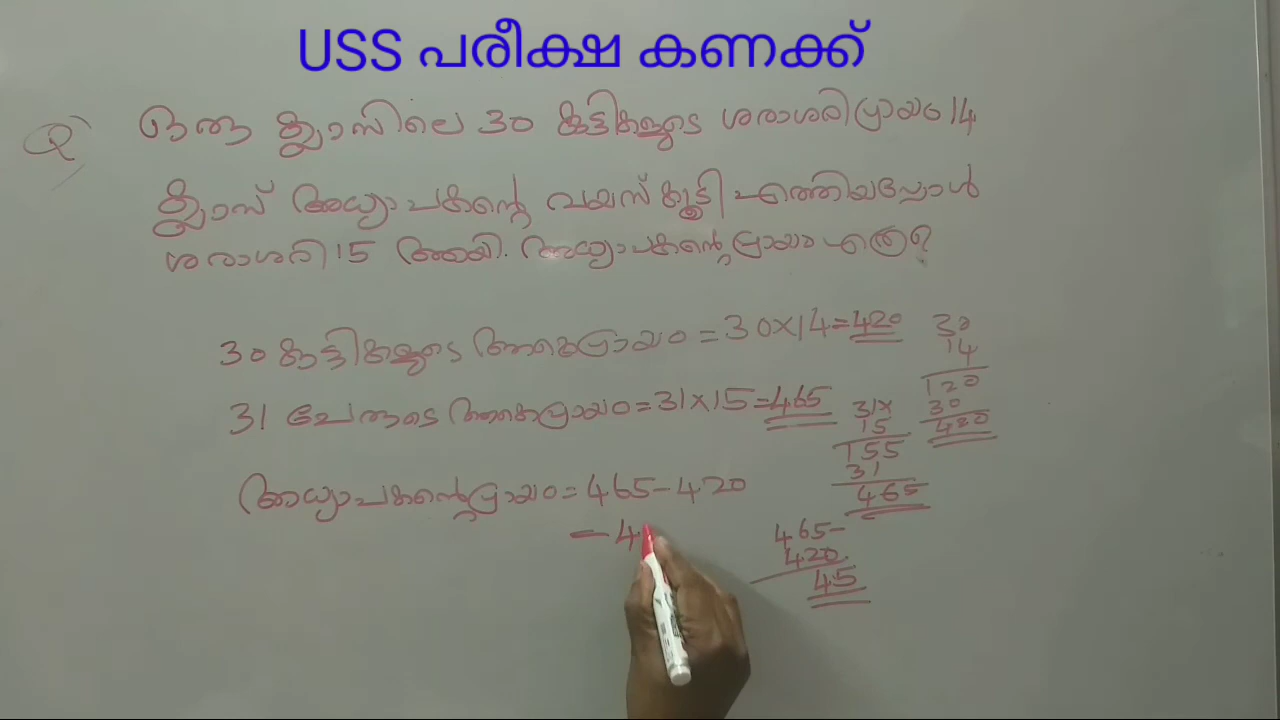 USS പരീക്ഷ കണക്ക്
Q ഒരു ക്ലാസിലെ 30 കുട്ടികളുടെ ശരാശരി പ്രായം 14
ക്ലാസ് അധ്യാപകന്റെ വയസ് കൂട്ടി എത്തിയപ്പോൾ
ശരാശരി 15 ആയി. അധ്യാപകന്റെ പ്രായം എത്ര?
30 കുട്ടികളുടെ ആകെപ്രായം = 30×14 = 420
31 പേരുടെ ആകെപ്രായം = 31×15 = 465
അധ്യാപകന്റെ പ്രായം = 465 - 420
= 4
30
14
120
30
420
31×
15
155
31
465
465-
420
45